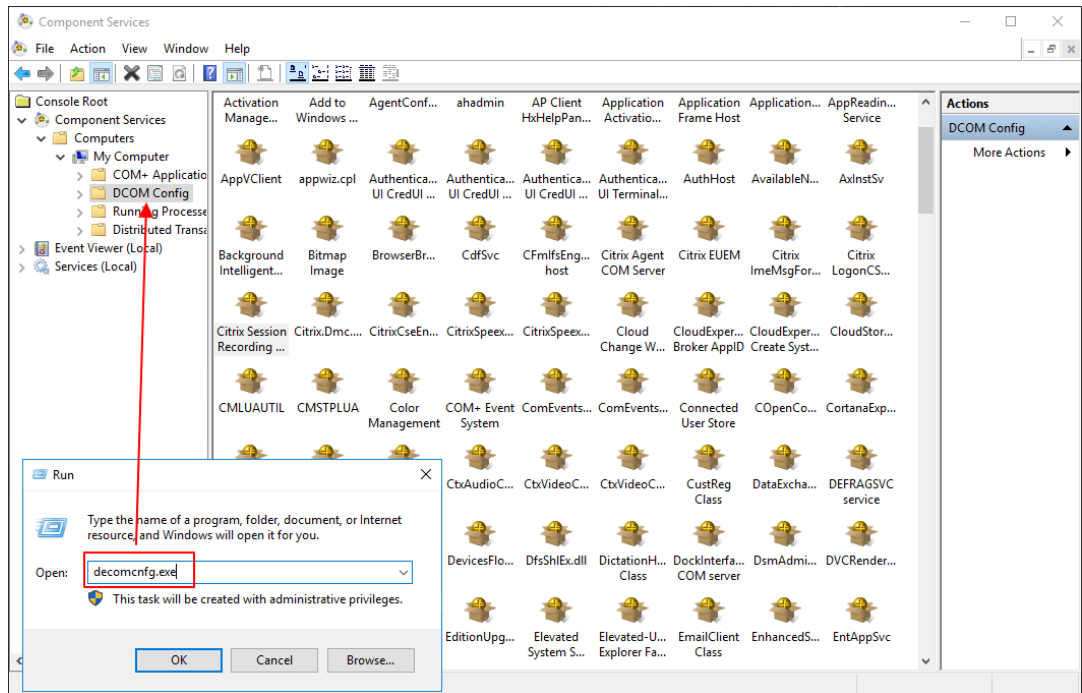 Component Services
File Action View Window Help
Console Root
Component Services
Computers
My Computer
COM+ Applicatio
DCOM Config
Running Processe
Distributed Transa
Event Viewer (Local)
Services (Local)
Activation Add to AgentConf... ahadmin AP Client Application Application Application... AppReadin...
Manage... Windows ... HxHelpPan... Activatio... Frame Host Service
AppVClient appwiz.cpl Authentica... Authentica... Authentica... Authentica... AuthHost AvailableN... AxInstSv
UI CredUI ... UI CredUI ... UI CredUI ... UI Terminal...
Background Bitmap BrowserBr... CdfSvc CFmIfsEng... Citrix Agent Citrix EUEM Citrix Citrix
Intelligent... Image host COM Server ImeMsgFor... LogonCS...
Citrix Session Citrix.Dmc.... CitrixCseEn... CitrixSpeex... CitrixSpeex... Cloud CloudExper... CloudExper... CloudStor...
Recording ... Change W... Broker AppID Create Syst...
CMLUAUTIL CMSTPLUA Color COM+ Event ComEvents... ComEvents... Connected COpenCo... CortanaExp...
Management System User Store
CtxAudioC... CtxVideoC... CtxVideoC... CustReg DataExcha... DEFRAGSVC
Class service
DevicesFlo... DfsShlEx.dll DictationH... DockInterfa... DsmAdmi... DVCRender...
Class COM server
EditionUpg... Elevated Elevated-U... EmailClient EnhancedS... EntAppSvc
System S... Explorer Fa... Class
Actions
DCOM Config
More Actions
Run
Type the name of a program, folder, document, or Internet
resource, and Windows will open it for you.
Open: decomcnfg.exe
This task will be created with administrative privileges.
OK Cancel Browse...